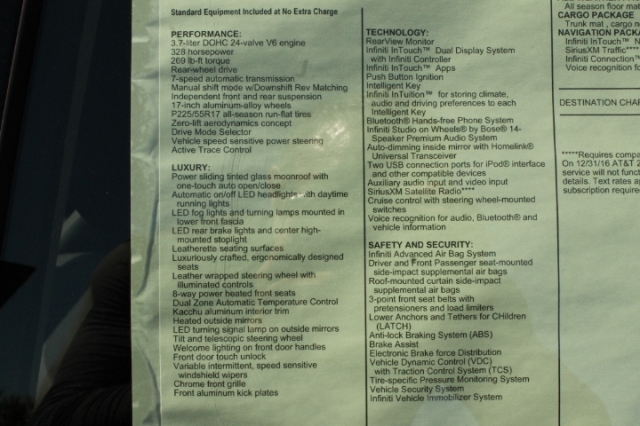 Standard Equipment Included at No Extra Charge
PERFORMANCE:
3.7-liter DOHC 24-valve V6 engine
328 horsepower
269 lb-ft torque
Rear-wheel drive
7-speed automatic transmission
Manual shift mode w/Downshift Rev Matching
Independent front and rear suspension
17-inch aluminum-alloy wheels
P225/55R17 all-season run-flat tires
Zero-lift aerodynamics concept
Drive Mode Selector
Vehicle speed sensitive power steering
Active Trace Control
LUXURY:
Power sliding tinted glass moonroof with
one-touch auto open/close
Automatic on/off LED headlights with daytime
running lights
LED fog lights and turning lamps mounted in
lower front fascia
LED rear brake lights and center high-
mounted stoplight
Leatherette seating surfaces
Luxuriously crafted, ergonomically designed
seats
Leather wrapped steering wheel with
illuminated controls
8-way power heated front seats
Dual Zone Automatic Temperature Control
Kacchu aluminum interior trim
Heated outside mirrors
LED turning signal lamp on outside mirrors
Tilt and telescopic steering wheel
Welcome lighting on front door handles
Front door touch unlock
Variable intermittent, speed sensitive
windshield wipers
Chrome front grille
Front aluminum kick plates
TECHNOLOGY:
RearView Monitor
Infiniti InTouch™ Dual Display System
with Infiniti Controller
Infiniti InTouch™ Apps
Push Button Ignition
Intelligent Key
Infiniti InTuition™ for storing climate,
audio and driving preferences to each
Intelligent Key
Bluetooth® Hands-free Phone System
Infiniti Studio on Wheels® by Bose® 14-
Speaker Premium Audio System
Auto-dimming inside mirror with Homelink®
Universal Transceiver
Two USB connection ports for iPod® interface
and other compatible devices
Auxiliary audio input and video input
SiriusXM Satellite Radio****
Cruise control with steering wheel-mounted
switches
Voice recognition for audio, Bluetooth® and
vehicle information
SAFETY AND SECURITY:
Infiniti Advanced Air Bag System
Driver and Front Passenger seat-mounted
side-impact supplemental air bags
Roof-mounted curtain side-impact
supplemental air bags
3-point front seat belts with
pretensioners and load limiters
Lower Anchors and Tethers for CHildren
(LATCH)
Anti-lock Braking System (ABS)
Brake Assist
Electronic Brake force Distribution
Vehicle Dynamic Control (VDC)
with Traction Control System (TCS)
Tire-specific Pressure Monitoring System
Vehicle Security System
Infiniti Vehicle Immobilizer System
All season floor mat
CARGO PACKAGE
Trunk mat, cargo n
NAVIGATION PACKA
Infiniti InTouch™ N
SiriusXM Traffic****
Infiniti Connection™
Voice recognition fo
DESTINATION CHAR
*****Requires compa
On 12/31/16 AT&T 2
service will not funct
details. Text rates ap
subscription require